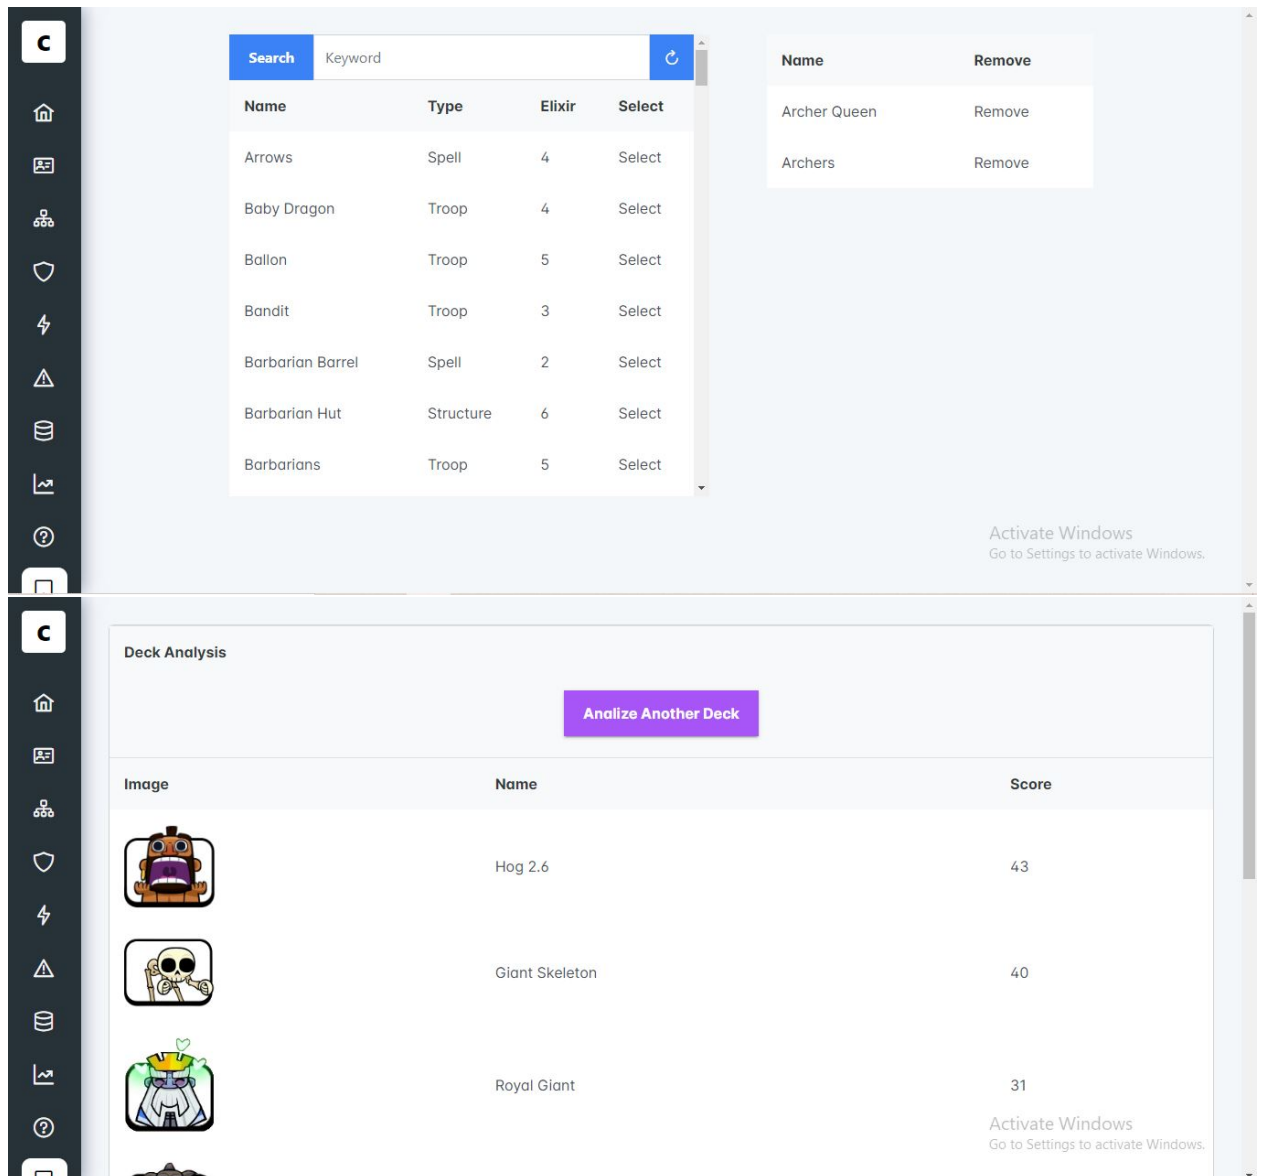 C
Search Keyword
Name Type Elixir Select
Arrows Spell 4 Select
Baby Dragon Troop 4 Select
Ballon Troop 5 Select
Bandit Troop 3 Select
Barbarian Barrel Spell 2 Select
Barbarian Hut Structure 6 Select
Barbarians Troop 5 Select
Name Remove
Archer Queen Remove
Archers Remove
Activate Windows
Go to Settings to activate Windows.
C
Deck Analysis
Analize Another Deck
Image Name Score
Hog 2.6 43
Giant Skeleton 40
Royal Giant 31
Activate Windows
Go to Settings to activate Windows.